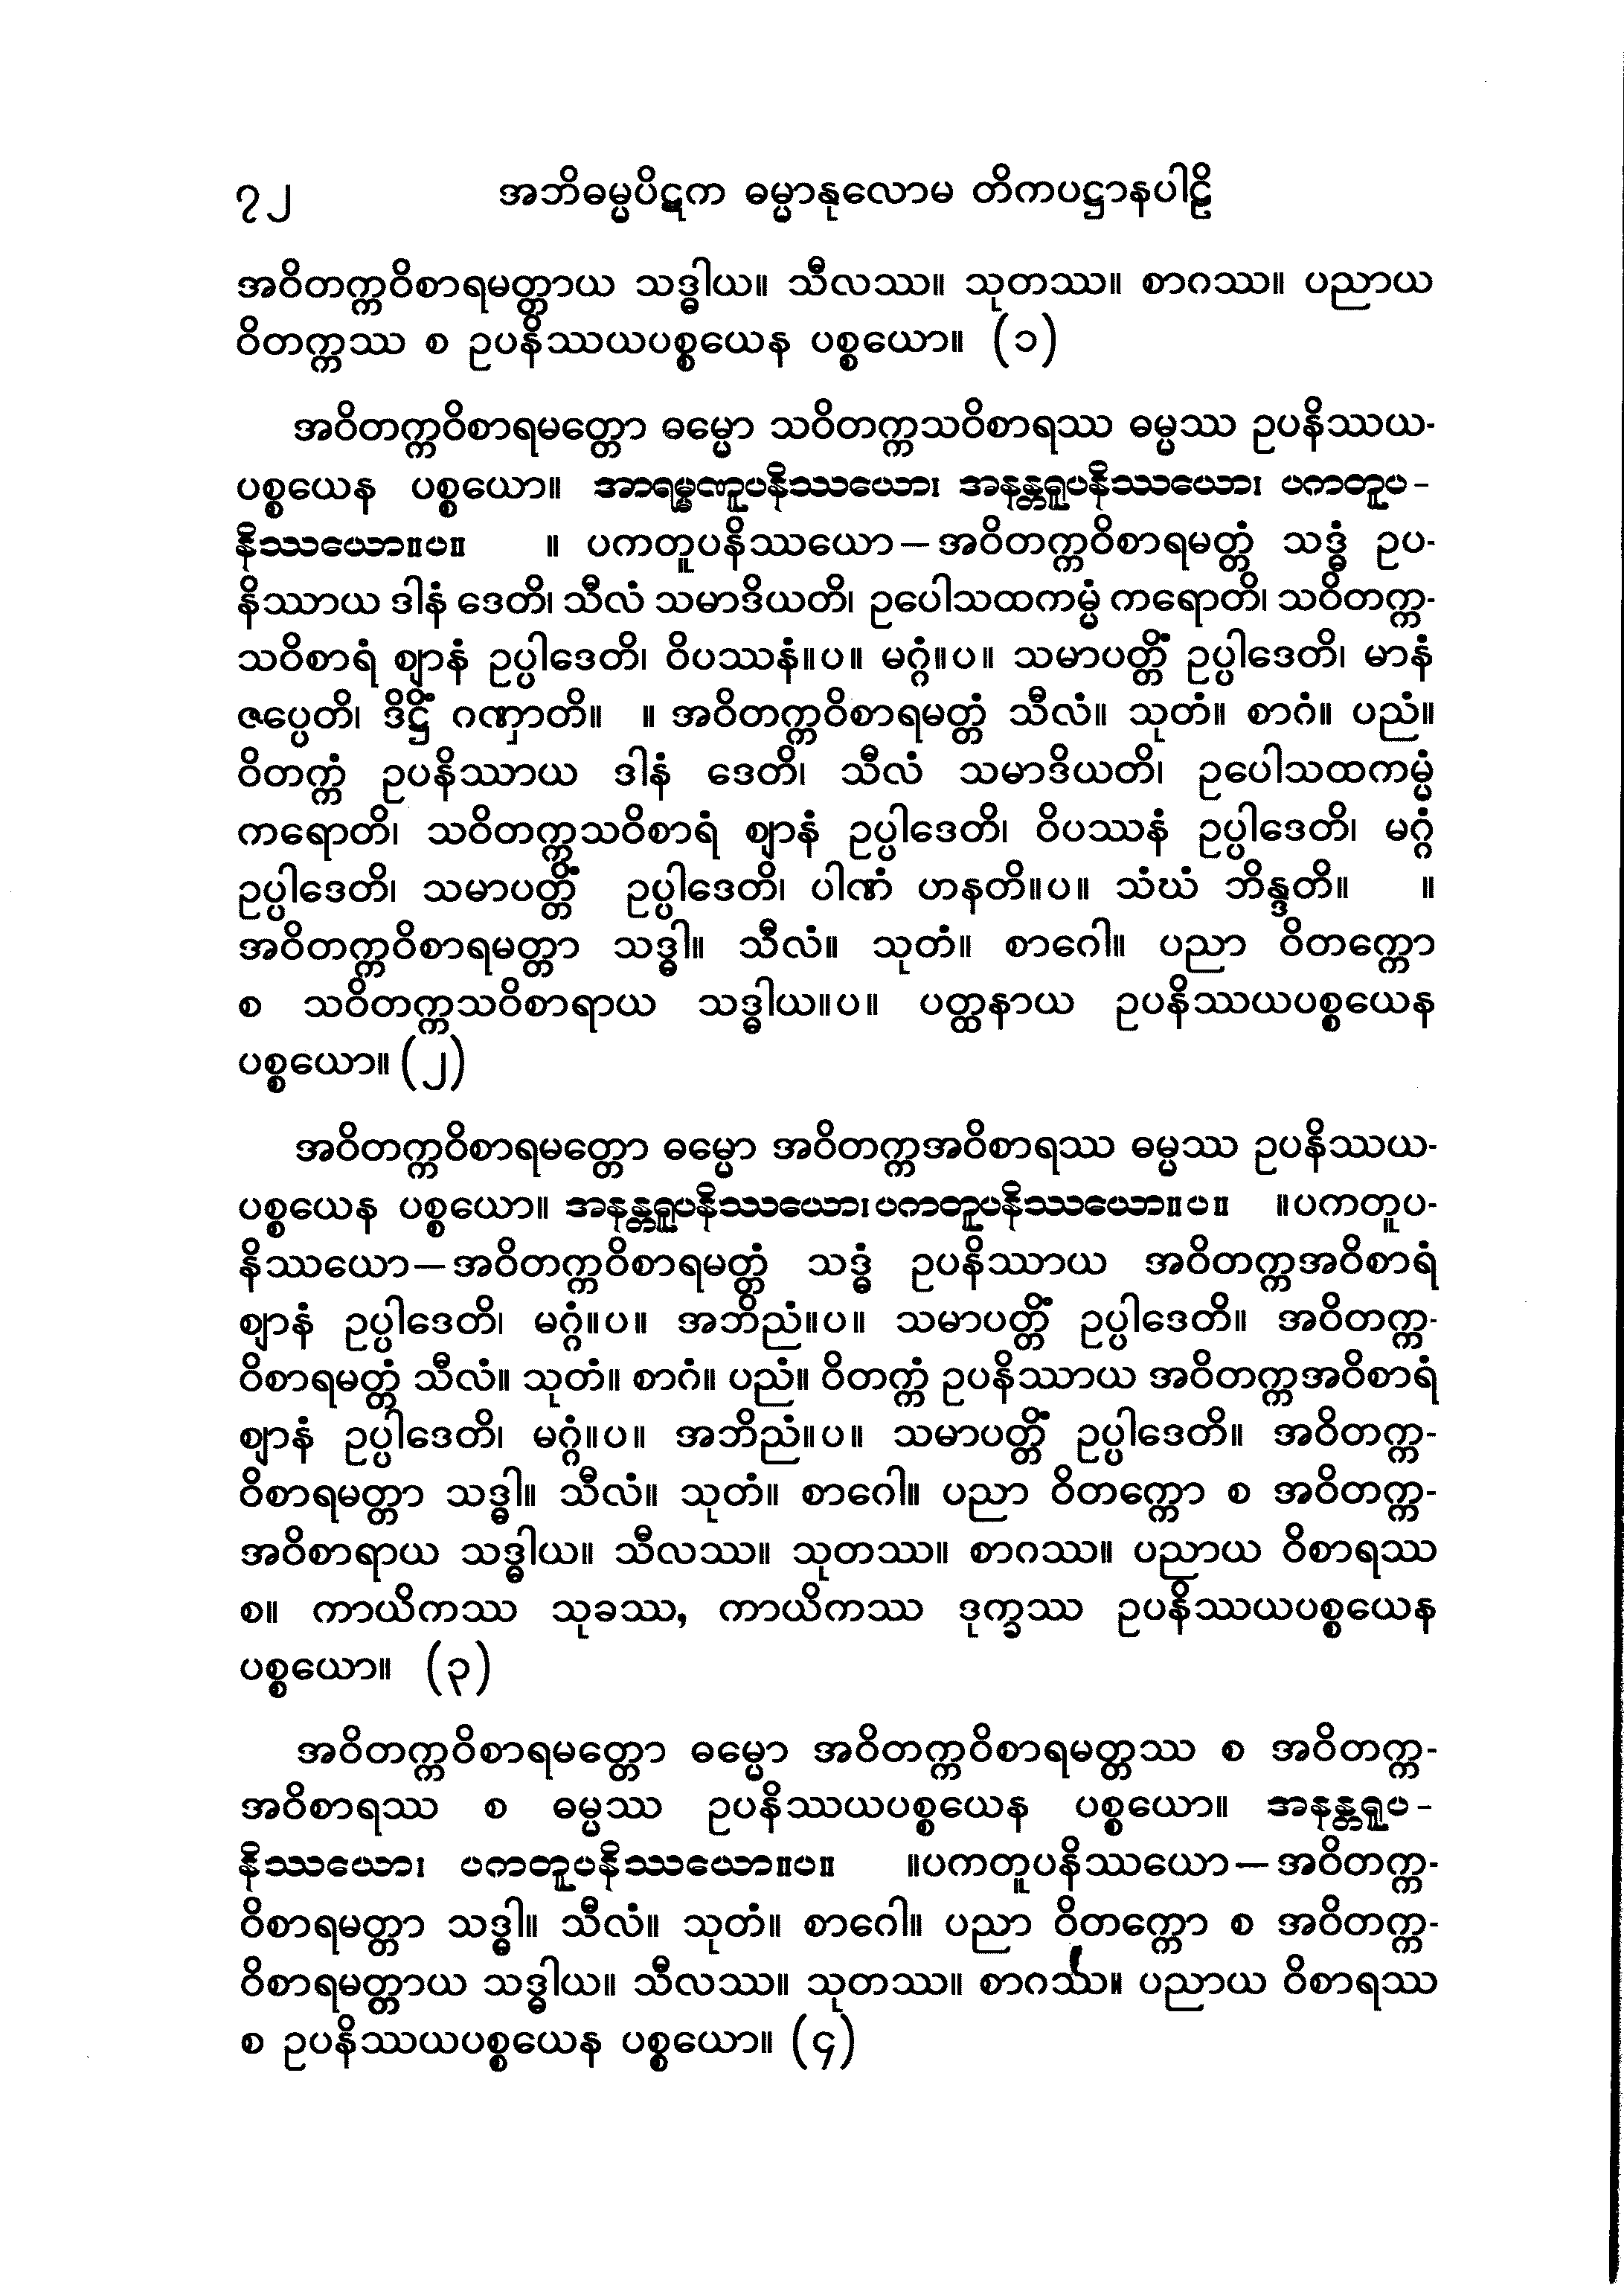 ၇၂ အဘိဓမ္မပိဋက ဓမ္မာနုလောမ တိကပဋ္ဌာနပါဠိ
အဝိတက္ကဝိစာရမတ္တာယ သဒ္ဓါယ။ သီလဿ။ သုတဿ။ စာဂဿ။ ပညာယ
ဝိတက္ကဿ စ ဥပနိဿယပစ္စယေန ပစ္စယော။ (၁)
အဝိတက္ကဝိစာရမတ္တော ဓမ္မော သဝိတက္ကသဝိစာရဿ ဓမ္မဿ ဥပနိဿယ-
ပစ္စယေန ပစ္စယော။ အာရမ္မဏူပနိဿယော၊ အနန္တရူပနိဿယော၊ ပကတူပ-
နိဿယော။ပ။ ။ ပကတူပနိဿယော—အဝိတက္ကဝိစာရမတ္တံ သဒ္ဓံ ဥပ-
နိဿာယ ဒါနံ ဒေတိ၊ သီလံ သမာဒိယတိ၊ ဥပေါသထကမ္မံ ကရောတိ၊ သဝိတက္က-
သဝိစာရံ ဈာနံ ဥပ္ပါဒေတိ၊ ဝိပဿနံ။ပ။ မဂ္ဂံ။ပ။ သမာပတ္တိံ ဥပ္ပါဒေတိ၊ မာနံ
ဇပ္ပေတိ၊ ဒိဋ္ဌိံ ဂဏှာတိ။ ။ အဝိတက္ကဝိစာရမတ္တံ သီလံ။ သုတံ။ စာဂံ။ ပညံ။
ဝိတက္ကံ ဥပနိဿာယ ဒါနံ ဒေတိ၊ သီလံ သမာဒိယတိ၊ ဥပေါသထကမ္မံ
ကရောတိ၊ သဝိတက္ကသဝိစာရံ ဈာနံ ဥပ္ပါဒေတိ၊ ဝိပဿနံ ဥပ္ပါဒေတိ၊ မဂ္ဂံ
ဥပ္ပါဒေတိ၊ သမာပတ္တိံ ဥပ္ပါဒေတိ၊ ပါဏံ ဟနတိ။ပ။ သံဃံ ဘိန္ဒတိ။ ။
အဝိတက္ကဝိစာရမတ္တာ သဒ္ဓါ။ သီလံ။ သုတံ။ စာဂေါ။ ပညာ ဝိတက္ကော
စ သဝိတက္ကသဝိစာရာယ သဒ္ဓါယ။ပ။ ပတ္ထနာယ ဥပနိဿယပစ္စယေန
ပစ္စယော။ (၂)
အဝိတက္ကဝိစာရမတ္တော ဓမ္မော အဝိတက္ကအဝိစာရဿ ဓမ္မဿ ဥပနိဿယ-
ပစ္စယေန ပစ္စယော။ အနန္တရူပနိဿယော၊ ပကတူပနိဿယော။ပ။ ။ပကတူပ-
နိဿယော—အဝိတက္ကဝိစာရမတ္တံ သဒ္ဓံ ဥပနိဿာယ အဝိတက္ကအဝိစာရံ
ဈာနံ ဥပ္ပါဒေတိ၊ မဂ္ဂံ။ပ။ အဘိညံ။ပ။ သမာပတ္တိံ ဥပ္ပါဒေတိ။ အဝိတက္က-
ဝိစာရမတ္တံ သီလံ။ သုတံ။ စာဂံ။ ပညံ။ ဝိတက္ကံ ဥပနိဿာယ အဝိတက္ကအဝိစာရံ
ဈာနံ ဥပ္ပါဒေတိ၊ မဂ္ဂံ။ပ။ အဘိညံ။ပ။ သမာပတ္တိံ ဥပ္ပါဒေတိ။ အဝိတက္က-
ဝိစာရမတ္တာ သဒ္ဓါ။ သီလံ။ သုတံ။ စာဂေါ။ ပညာ ဝိတက္ကော စ အဝိတက္က-
အဝိစာရာယ သဒ္ဓါယ။ သီလဿ။ သုတဿ။ စာဂဿ။ ပညာယ ဝိစာရဿ
စ။ ကာယိကဿ သုခဿ, ကာယိကဿ ဒုက္ခဿ ဥပနိဿယပစ္စယေန
ပစ္စယော။ (၃)
အဝိတက္ကဝိစာရမတ္တော ဓမ္မော အဝိတက္ကဝိစာရမတ္တဿ စ အဝိတက္က-
အဝိစာရဿ စ ဓမ္မဿ ဥပနိဿယပစ္စယေန ပစ္စယော။ အနန္တရူပ-
နိဿယော၊ ပကတူပနိဿယော။ပ။ ။ပကတူပနိဿယော—အဝိတက္က-
ဝိစာရမတ္တာ သဒ္ဓါ။ သီလံ။ သုတံ။ စာဂေါ။ ပညာ ဝိတက္ကော စ အဝိတက္က-
ဝိစာရမတ္တာယ သဒ္ဓါယ။ သီလဿ။ သုတဿ။ စာဂဿ။ ပညာယ ဝိစာရဿ
စ ဥပနိဿယပစ္စယေန ပစ္စယော။ (၄)